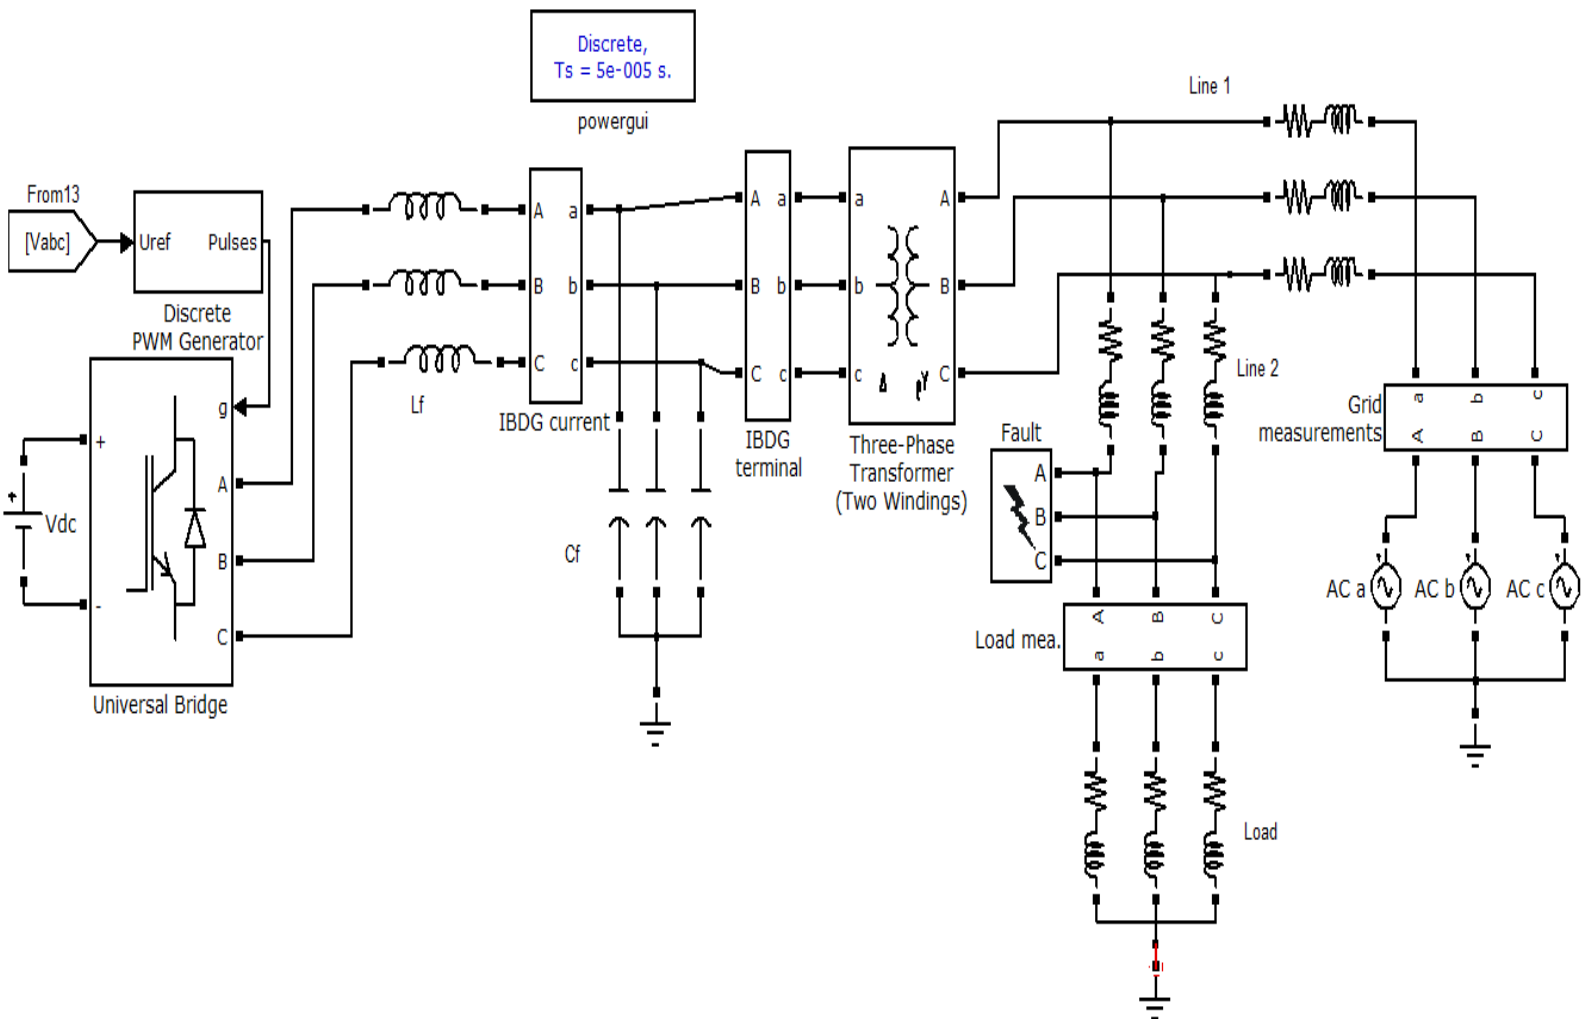 Discrete,
Ts = 5e-005 s.
powergui
Line 1
From13
[Vabc]
Uref
Pulses
Discrete
PWM Generator
g
+
-
A
B
C
Vdc
Universal Bridge
Lf
A
B
C
a
b
c
IBDG current
Cf
A
B
C
a
b
c
IBDG
terminal
a
b
c
A
B
C
Δ
Three-Phase
Transformer
(Two Windings)
Line 2
Fault
A
B
C
Load mea.
A
B
C
a
b
c
Load
Grid
measurements
a
b
c
A
B
C
AC a
AC b
AC c